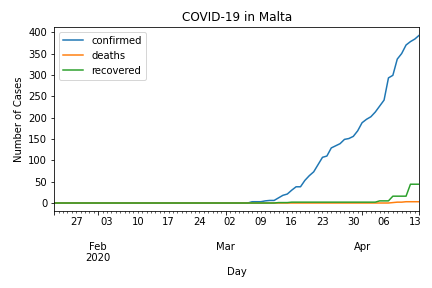 COVID-19 in Malta
confirmed
deaths
recovered
Number of Cases
400
350
300
250
200
150
100
50
0
27 03 10 17 24 02 09 16 23 30 06 13
Feb Mar Apr
2020
Day